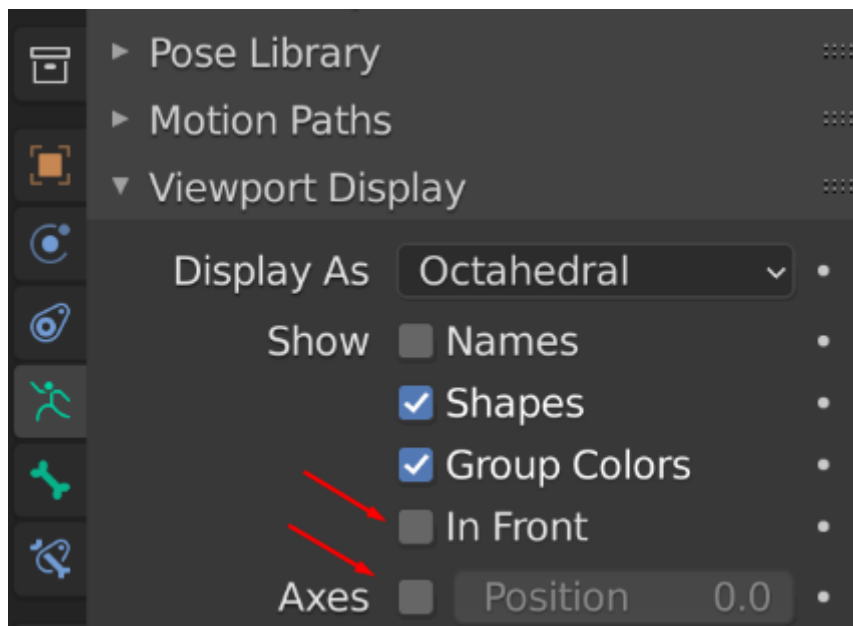 Pose Library
Motion Paths
Viewport Display
Display As Octahedral
Show Names
Shapes
Group Colors
In Front
Axes Position 0.0